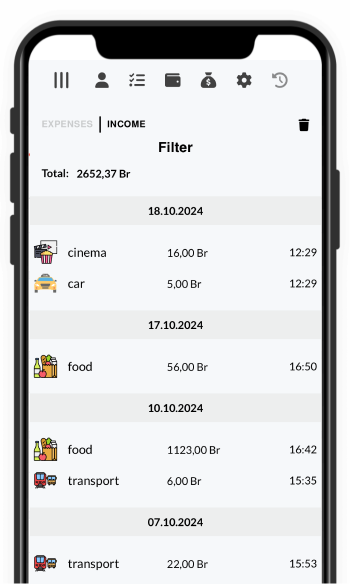 EXPENSES INCOME
Filter
Total: 2652,37 Br
18.10.2024
cinema 16,00 Br 12:29
car 5,00 Br 12:29
17.10.2024
food 56,00 Br 16:50
10.10.2024
food 1123,00 Br 16:42
transport 6,00 Br 15:35
07.10.2024
transport 22,00 Br 15:53